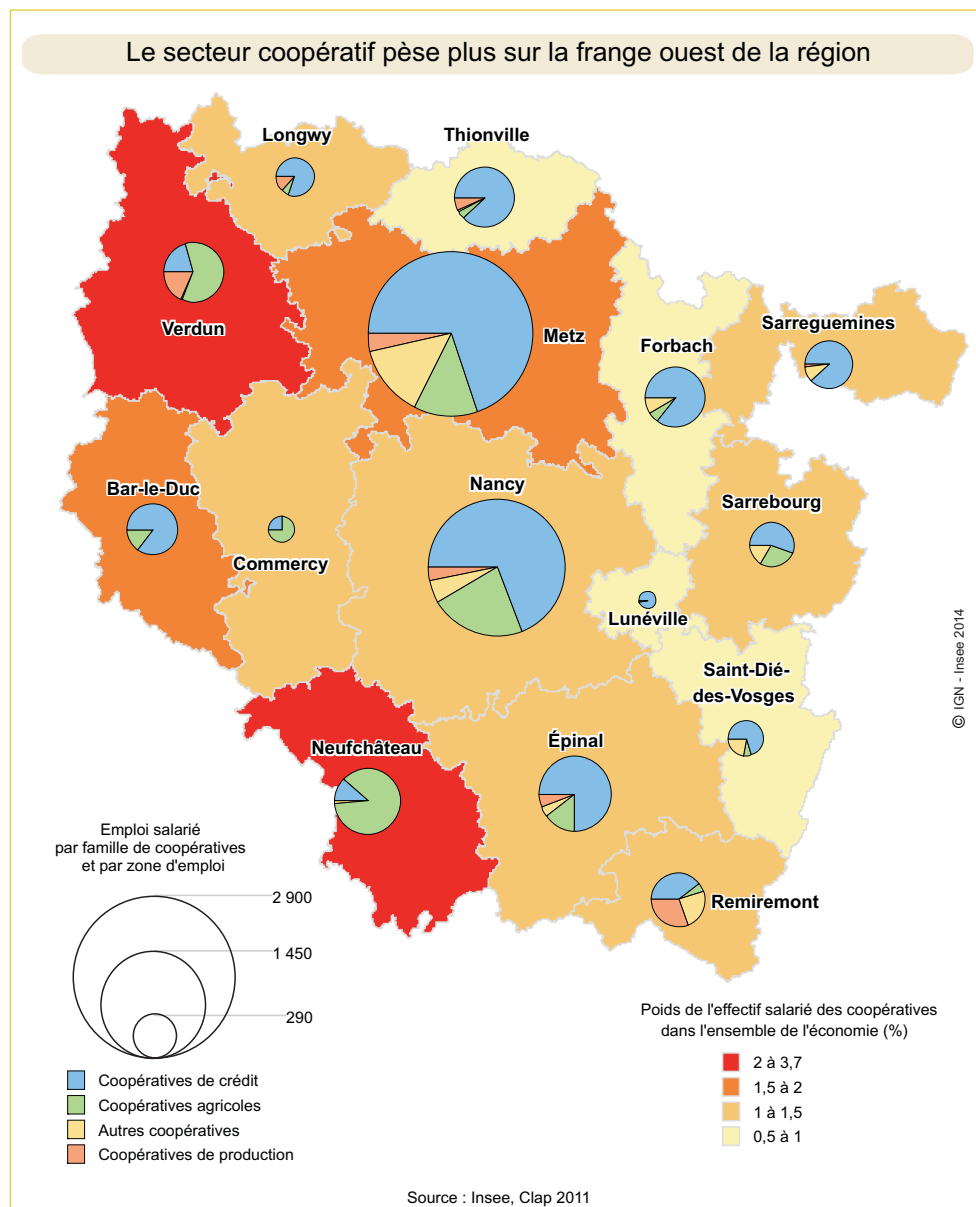 Le secteur coopératif pèse plus sur la frange ouest de la région
Longwy
Thionville
Verdun
Metz
Forbach
Sarreguemines
Bar-le-Duc
Commercy
Nancy
Sarrebourg
Lunéville
Saint-Dié-
des-Vosges
Neufchâteau
Épinal
Remiremont
© IGN - Insee 2014
Emploi salarié
par famille de coopératives
et par zone d'emploi
2 900
1 450
290
Coopératives de crédit
Coopératives agricoles
Autres coopératives
Coopératives de production
Poids de l'effectif salarié des coopératives
dans l'ensemble de l'économie (%)
2 à 3,7
1,5 à 2
1 à 1,5
0,5 à 1
Source : Insee, Clap 2011